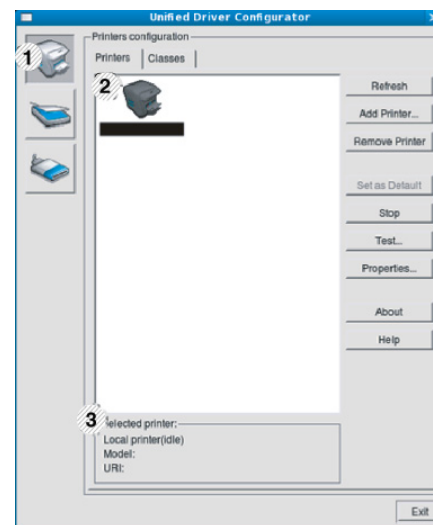 Unified Driver Configurator
Printers configuration
Printers
Classes
1
2
Refresh
Add Printer...
Remove Printer
Set as Default
Stop
Test...
Properties...
About
Help
3
Selected printer:
Local printer(idle)
Model:
URI:
Exit